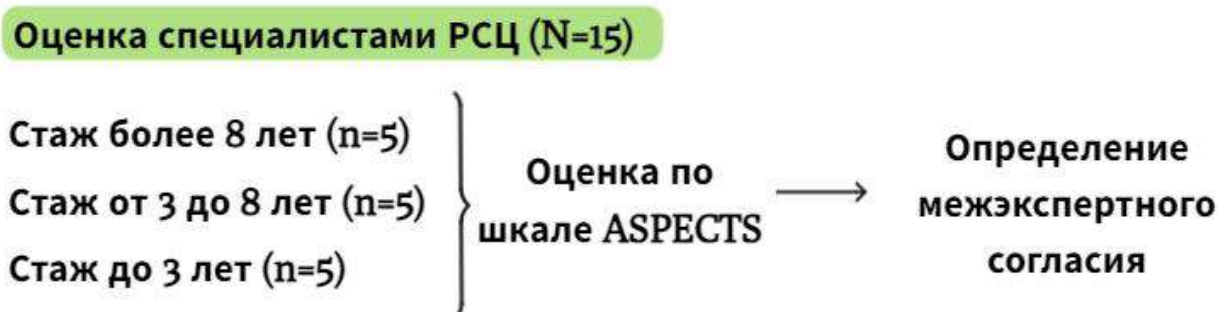 Оценка специалистами РСЦ (N=15)
Стаж более 8 лет (n=5)
Стаж от 3 до 8 лет (n=5)
Стаж до 3 лет (n=5)
Оценка по
шкале ASPECTS
Определение
межэкспертного
согласия